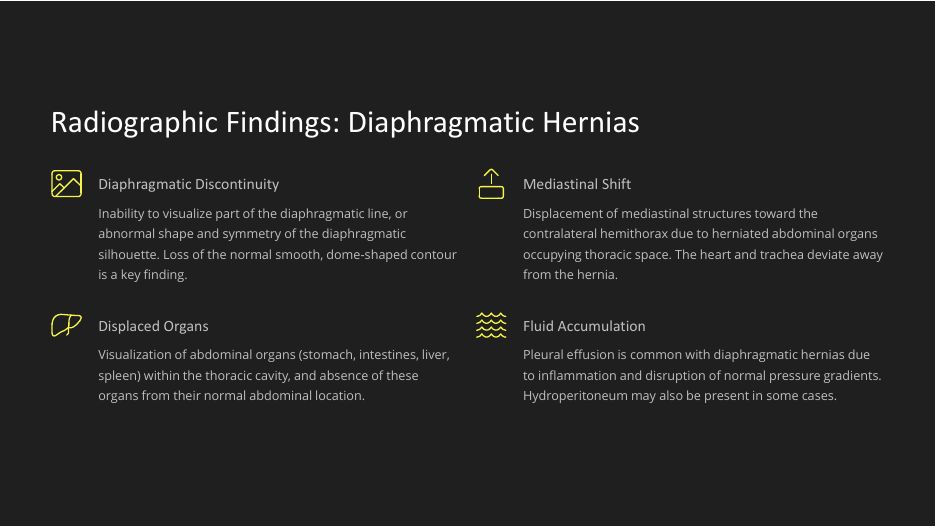 Radiographic Findings: Diaphragmatic Hernias
Diaphragmatic Discontinuity
Inability to visualize part of the diaphragmatic line, or
abnormal shape and symmetry of the diaphragmatic
silhouette. Loss of the normal smooth, dome-shaped contour
is a key finding.
Mediastinal Shift
Displacement of mediastinal structures toward the
contralateral hemithorax due to herniated abdominal organs
occupying thoracic space. The heart and trachea deviate away
from the hernia.
Displaced Organs
Visualization of abdominal organs (stomach, intestines, liver,
spleen) within the thoracic cavity, and absence of these
organs from their normal abdominal location.
Fluid Accumulation
Pleural effusion is common with diaphragmatic hernias due
to inflammation and disruption of normal pressure gradients.
Hydroperitoneum may also be present in some cases.